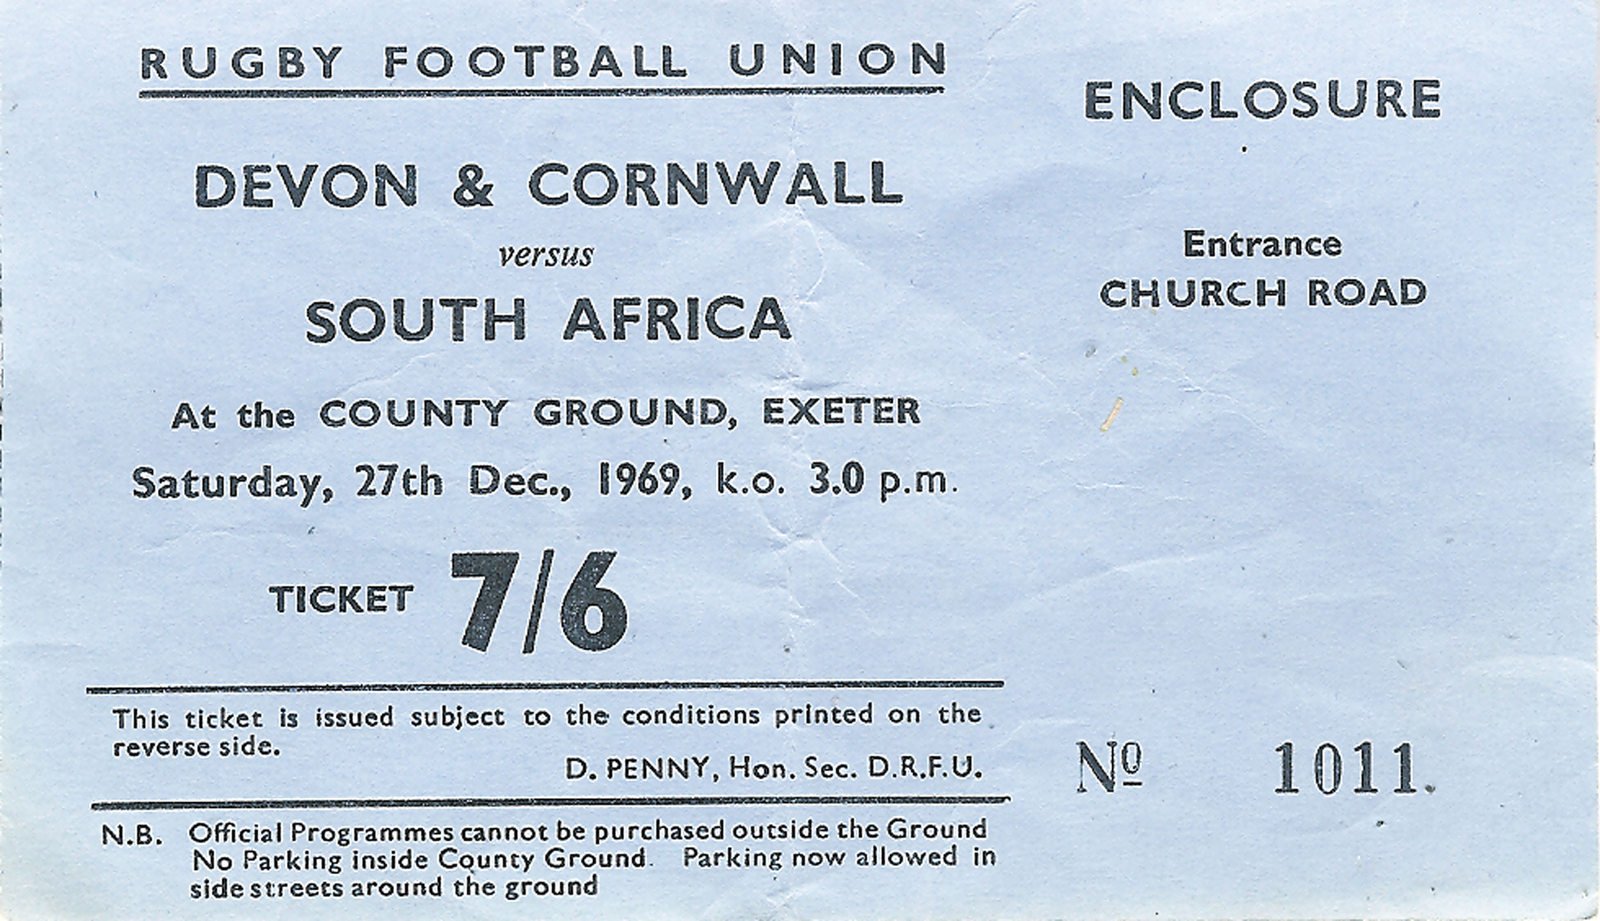 RUGBY FOOTBALL UNION
DEVON & CORNWALL
versus
SOUTH AFRICA
At the COUNTY GROUND, EXETER
Saturday, 27th Dec., 1969, k.o. 3.0 p.m.
TICKET 7/6
This ticket is issued subject to the conditions printed on the
reverse side.
D. PENNY, Hon. Sec. D.R.F.U.
N.B. Official Programmes cannot be purchased outside the Ground
No Parking inside County Ground. Parking now allowed in
side streets around the ground
ENCLOSURE
Entrance
CHURCH ROAD
Nº 1011.